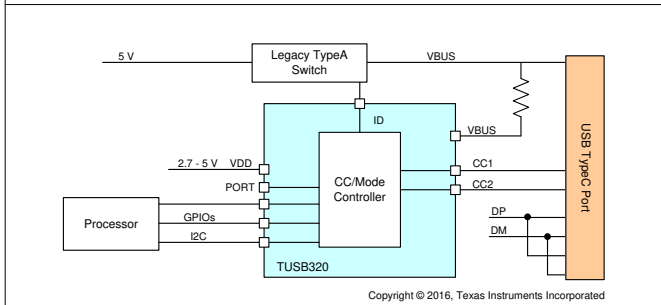 5 V
Legacy TypeA
Switch
VBUS
ID
VBUS
2.7 - 5 V VDD
PORT
CC/Mode
Controller
CC1
CC2
USB TypeC Port
Processor
GPIOs
I2C
DP
DM
TUSB320
Copyright © 2016, Texas Instruments Incorporated